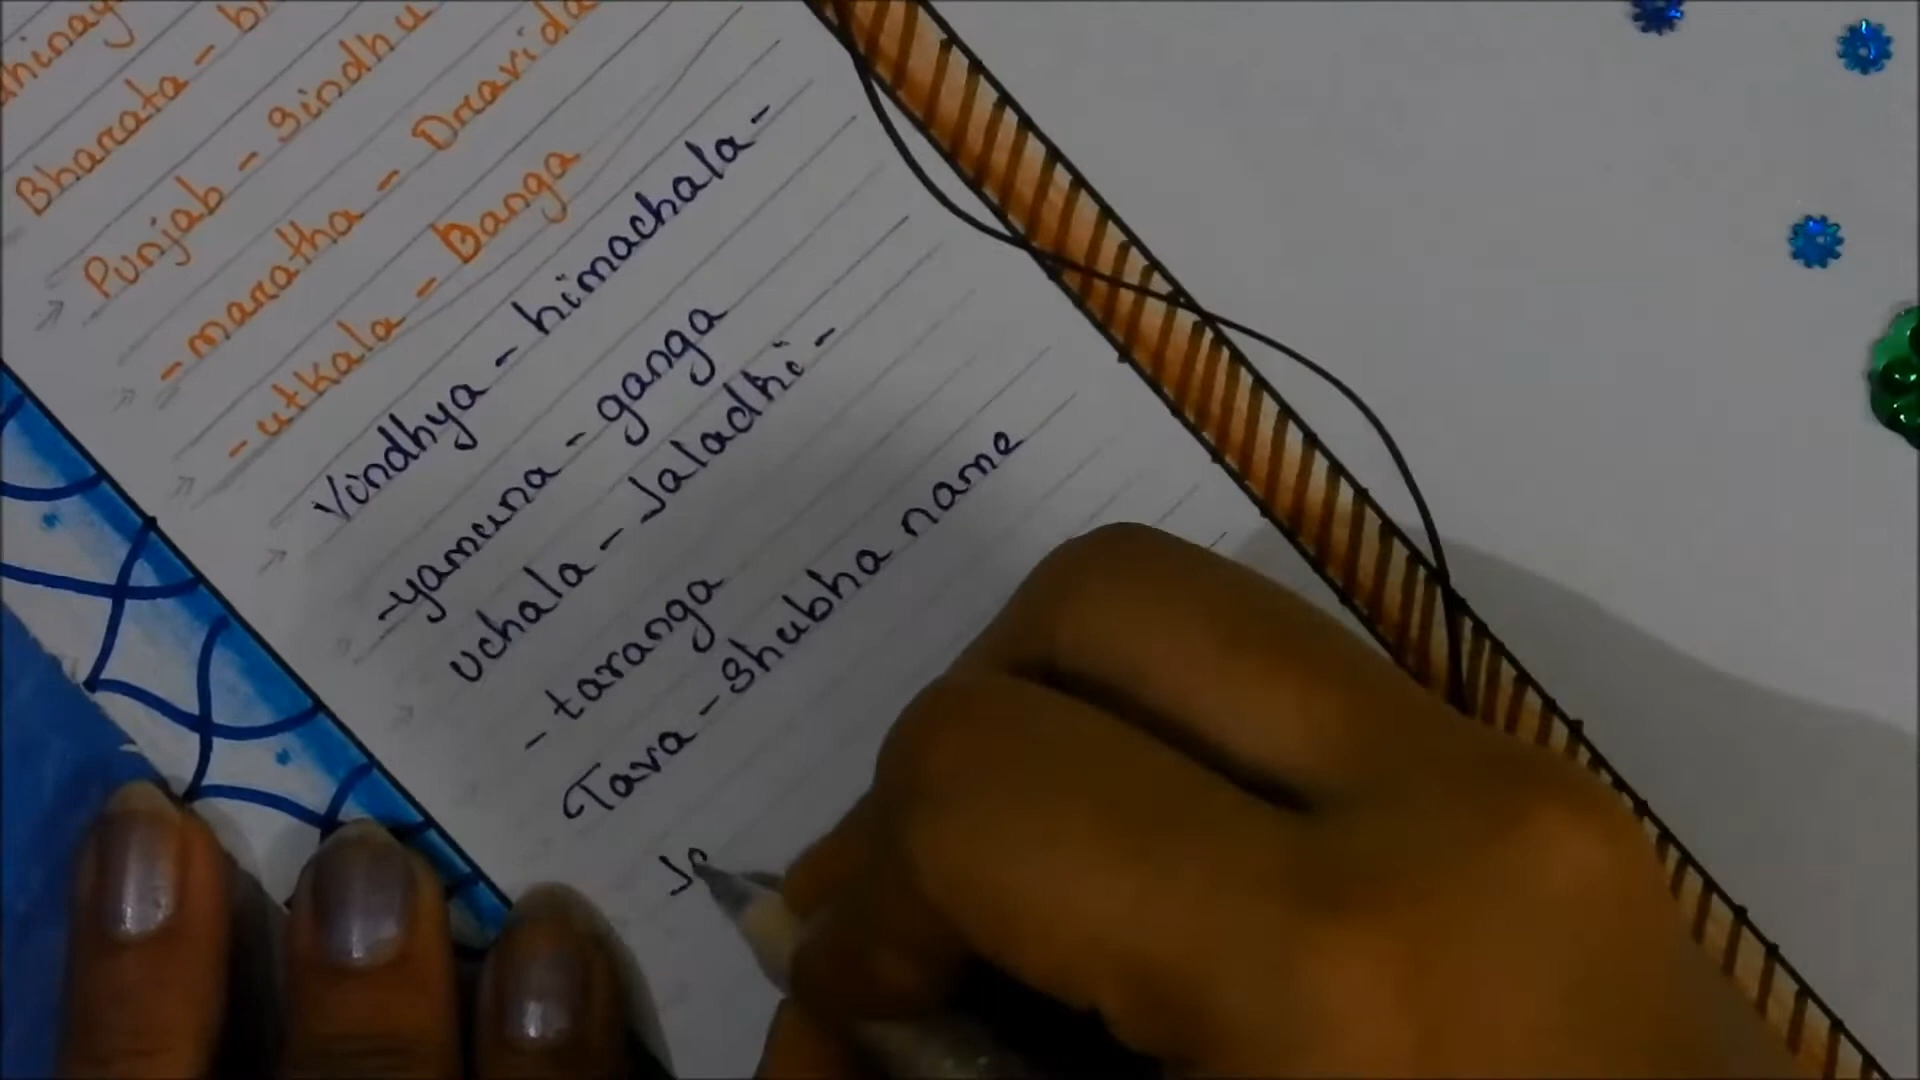 Bharata -
Punjab - Sindhu
- maratha - Dravida
- utkala - Banga
Vindhya - himachala -
- yamuna - ganga
uchala - Jaladhi -
- taranga
Tava - Shubha name